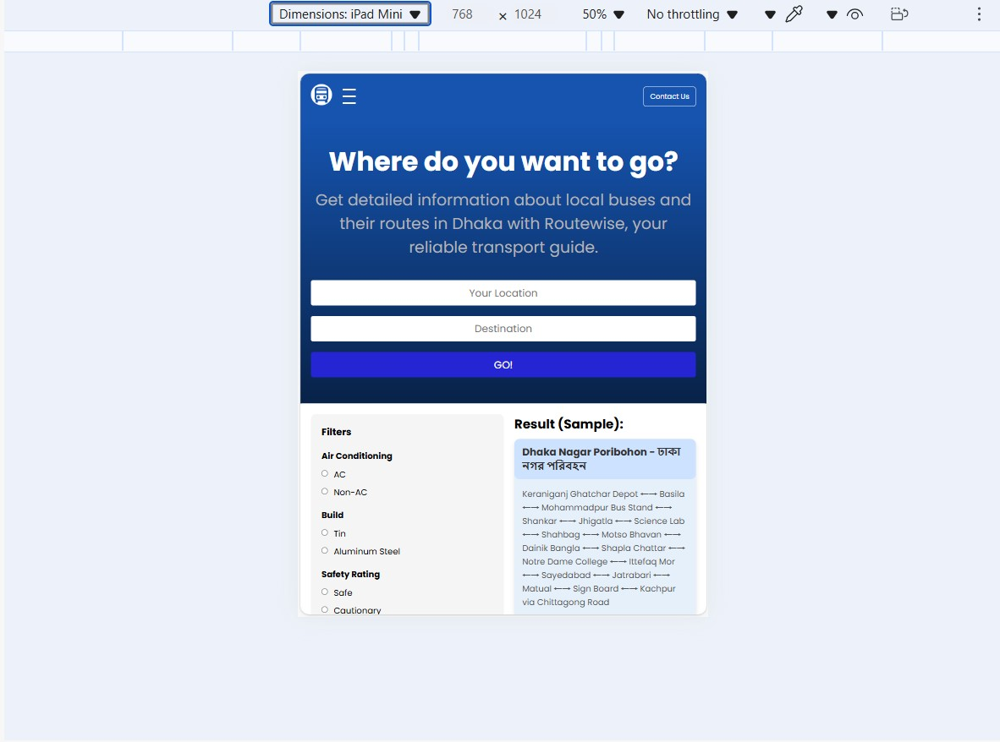 Dimensions: iPad Mini 768 × 1024 50% No throttling
Contact Us
Where do you want to go?
Get detailed information about local buses and
their routes in Dhaka with Routewise, your
reliable transport guide.
Your Location
Destination
GO!
Filters
Air Conditioning
AC
Non-AC
Build
Tin
Aluminum Steel
Safety Rating
Safe
Cautionary
Result (Sample):
Dhaka Nagar Poribohon - ঢাকা
নগর পরিবহন
Keraniganj Ghatchar Depot ⟷ Basila
⟷ Mohammadpur Bus Stand ⟷
Shankar ⟷ Jhigatla ⟷ Science Lab
⟷ Shahbag ⟷ Motso Bhavan ⟷
Dainik Bangla ⟷ Shapla Chattar ⟷
Notre Dame College ⟷ Ittefaq Mor
⟷ Sayedabad ⟷ Jatrabari ⟷
Matual ⟷ Sign Board ⟷ Kachpur
via Chittagong Road